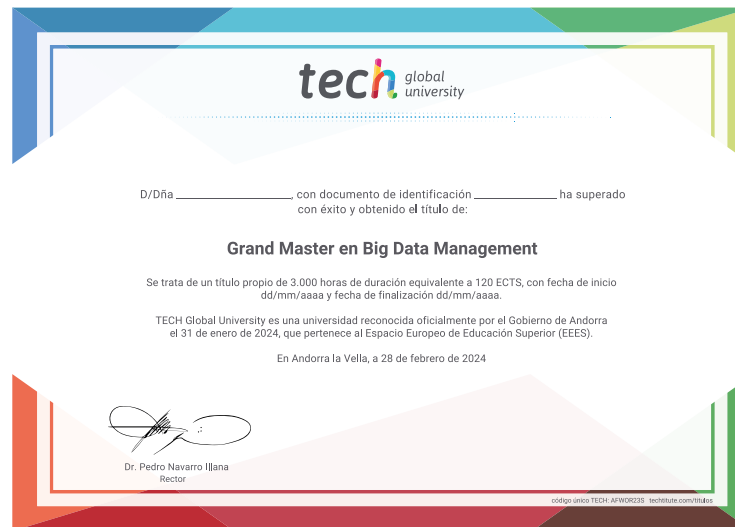 tech global university
D/Dña ____________________, con documento de identificación ______________ ha superado
con éxito y obtenido el título de:
Grand Master en Big Data Management
Se trata de un título propio de 3.000 horas de duración equivalente a 120 ECTS, con fecha de inicio
dd/mm/aaaa y fecha de finalización dd/mm/aaaa.
TECH Global University es una universidad reconocida oficialmente por el Gobierno de Andorra
el 31 de enero de 2024, que pertenece al Espacio Europeo de Educación Superior (EEES).
En Andorra la Vella, a 28 de febrero de 2024
Dr. Pedro Navarro Illana
Rector
código único TECH: AFWOR23S techtitute.com/titulos